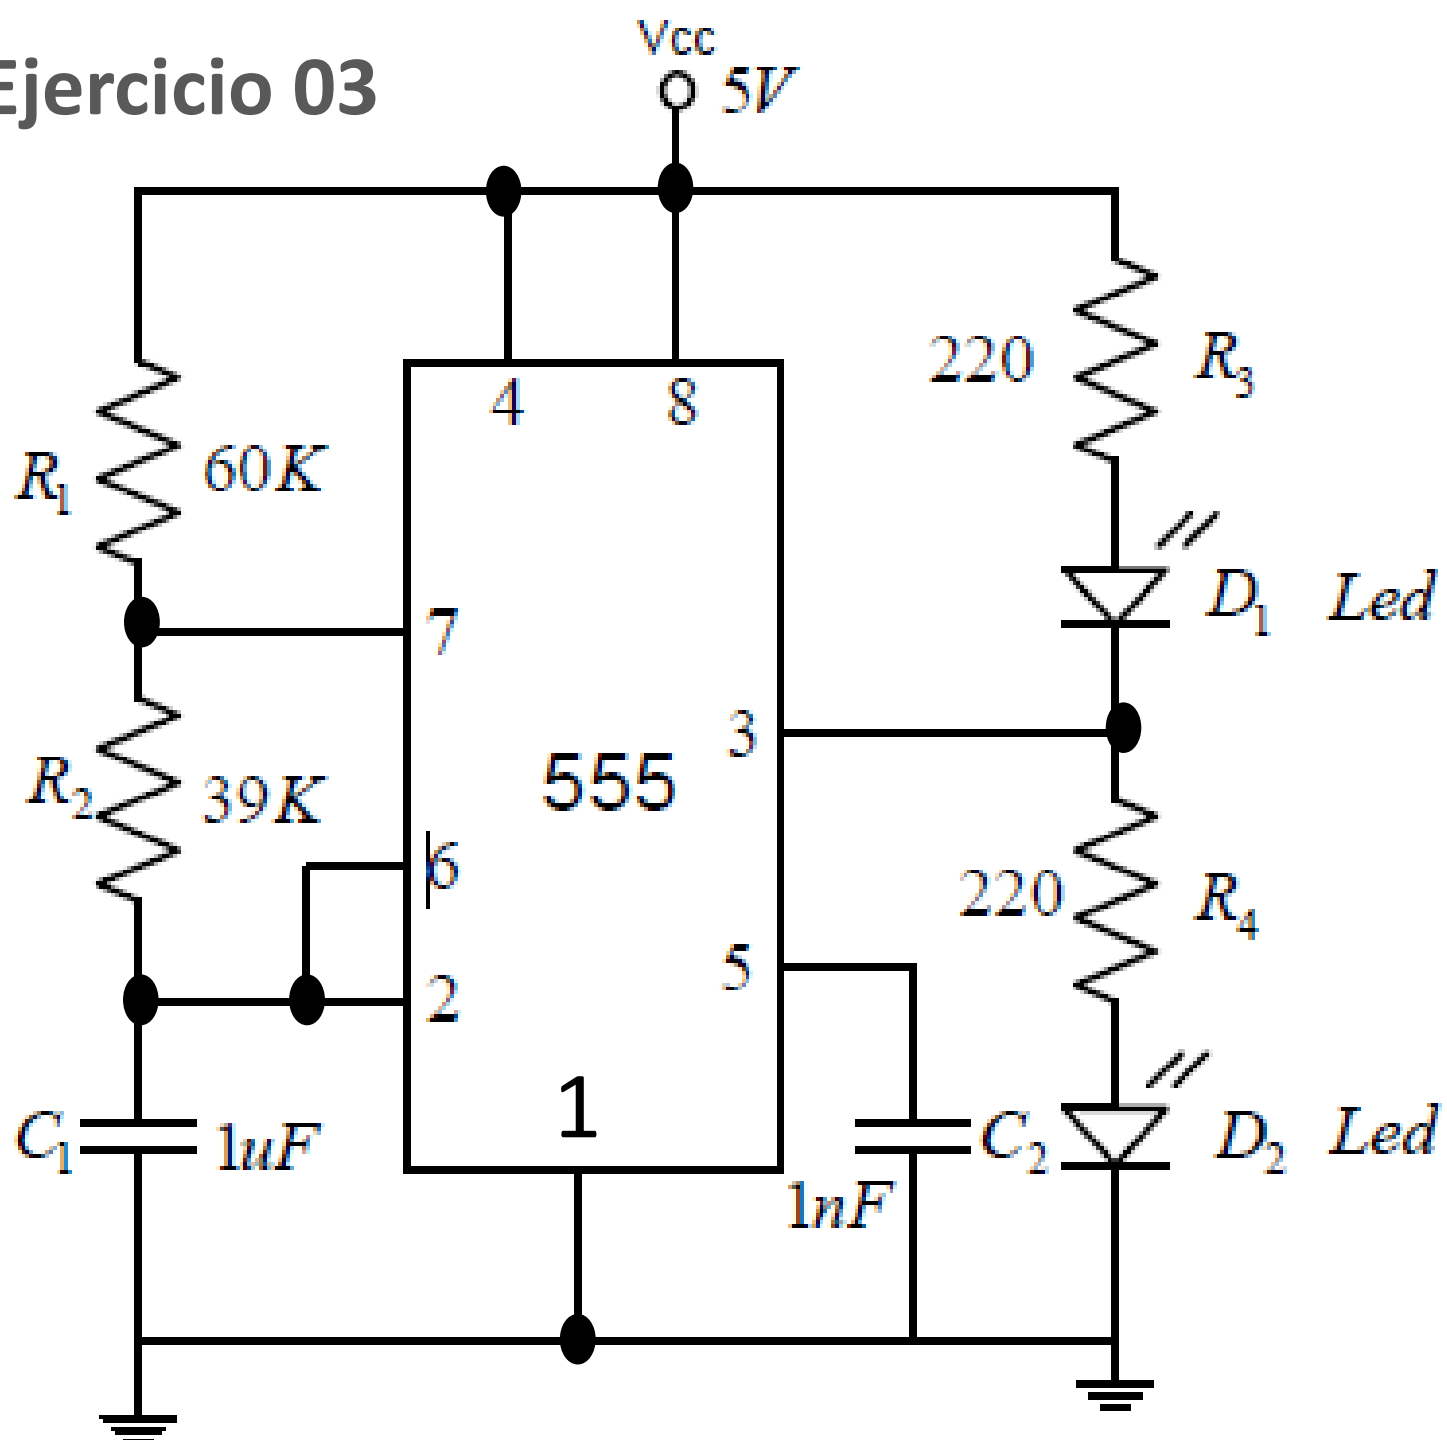 Ejercicio 03
Vcc
5V
4
8
220
R3
R1
60K
D1 Led
7
3
555
R2
39K
6
220
R4
5
2
1
C1
1uF
C2
D2 Led
1nF